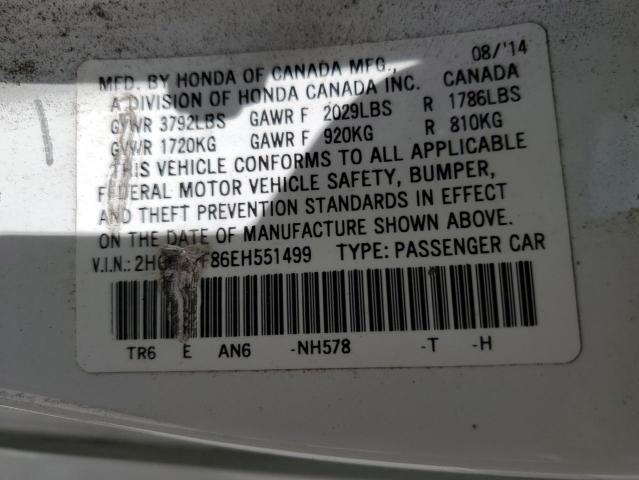 MFD. BY HONDA OF CANADA MFG., 08/'14
A DIVISION OF HONDA CANADA INC. CANADA
GVWR 3792LBS GAWR F 2029LBS R 1786LBS
GVWR 1720KG GAWR F 920KG R 810KG
THIS VEHICLE CONFORMS TO ALL APPLICABLE
FEDERAL MOTOR VEHICLE SAFETY, BUMPER,
AND THEFT PREVENTION STANDARDS IN EFFECT
ON THE DATE OF MANUFACTURE SHOWN ABOVE.
V.I.N.: TYPE: PASSENGER CAR
TR6 E AN6 -NH578 -T -H